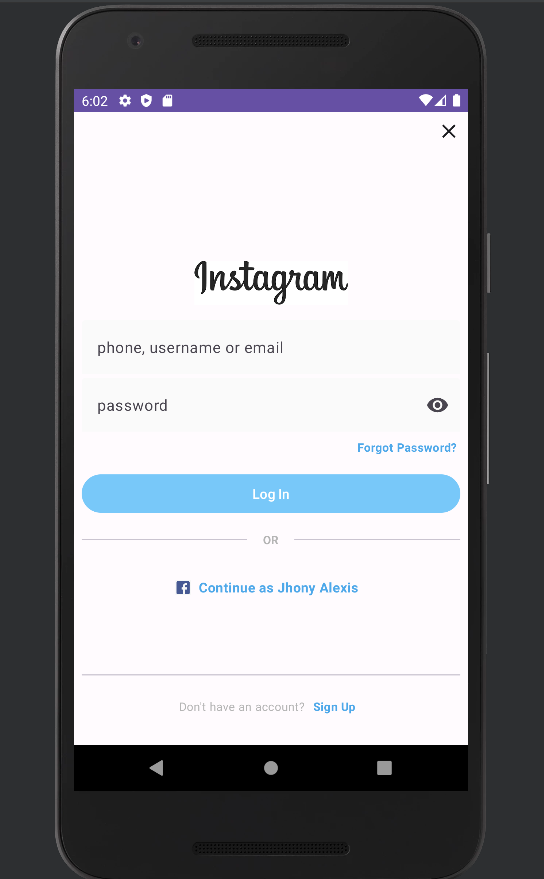 6:02
Instagram
phone, username or email
password
Forgot Password?
Log In
OR
Continue as Jhony Alexis
Don't have an account? Sign Up